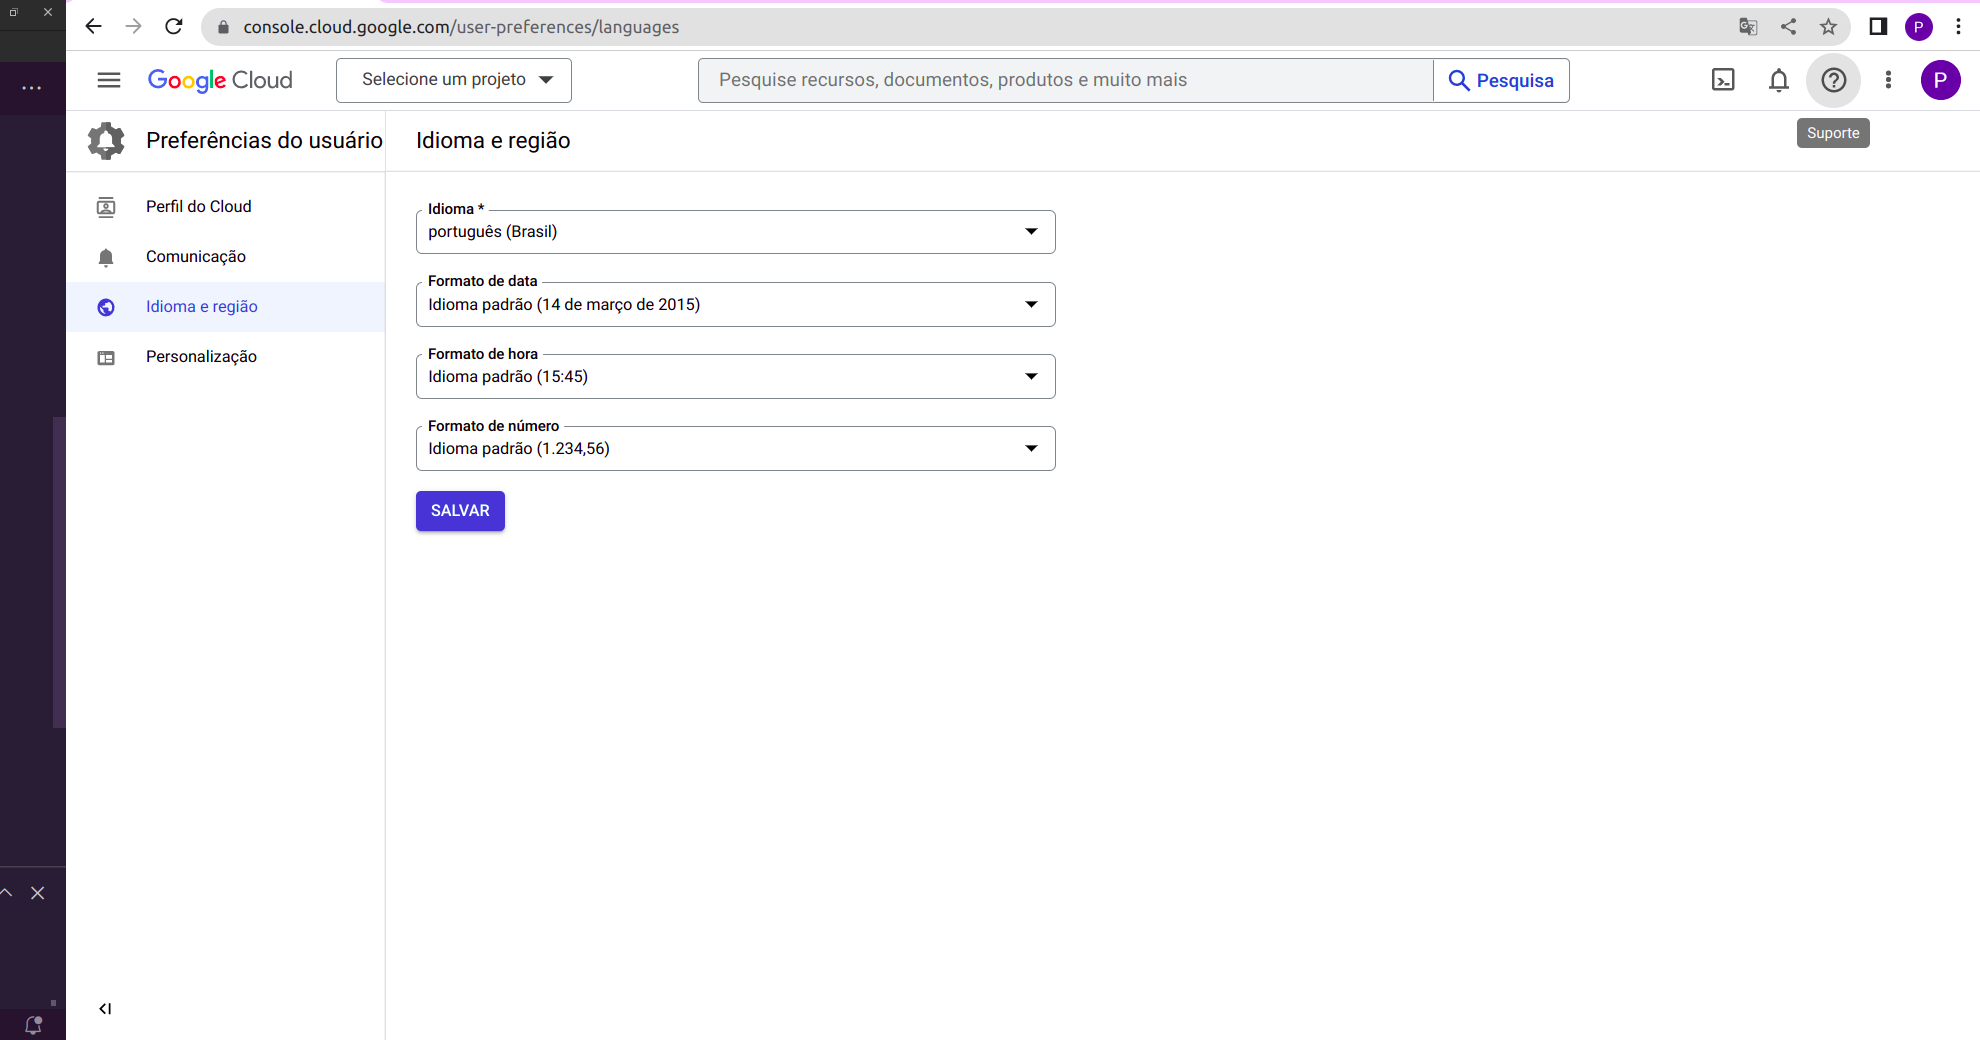 console.cloud.google.com/user-preferences/languages
P
Google Cloud
Selecione um projeto
Pesquise recursos, documentos, produtos e muito mais
Pesquisa
P
Preferências do usuário
Idioma e região
Suporte
Perfil do Cloud
Comunicação
Idioma e região
Personalização
Idioma *
português (Brasil)
Formato de data
Idioma padrão (14 de março de 2015)
Formato de hora
Idioma padrão (15:45)
Formato de número
Idioma padrão (1.234,56)
SALVAR